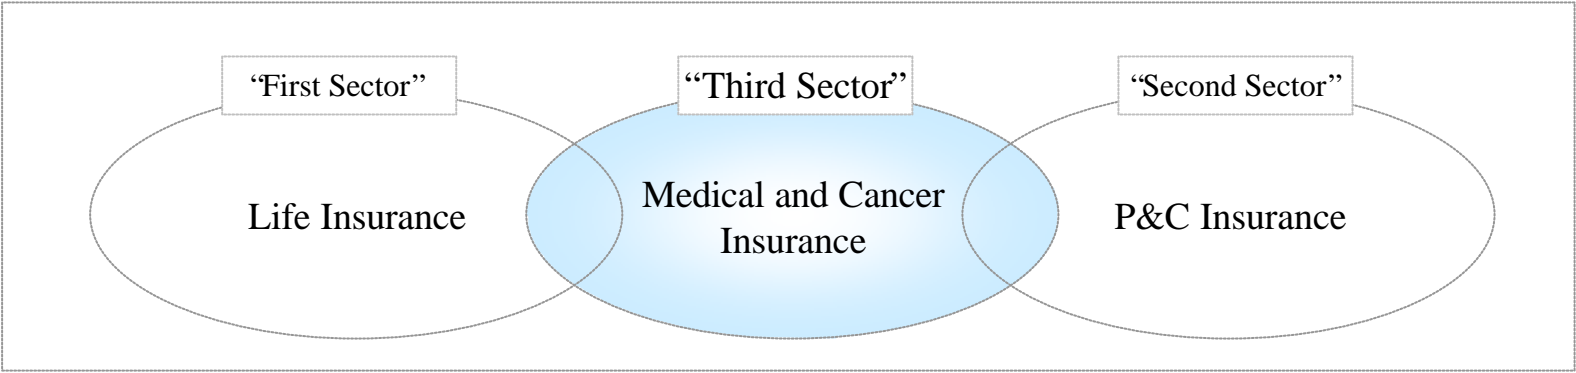 “First Sector”
“Third Sector”
“Second Sector”
Life Insurance
Medical and Cancer
Insurance
P&C Insurance